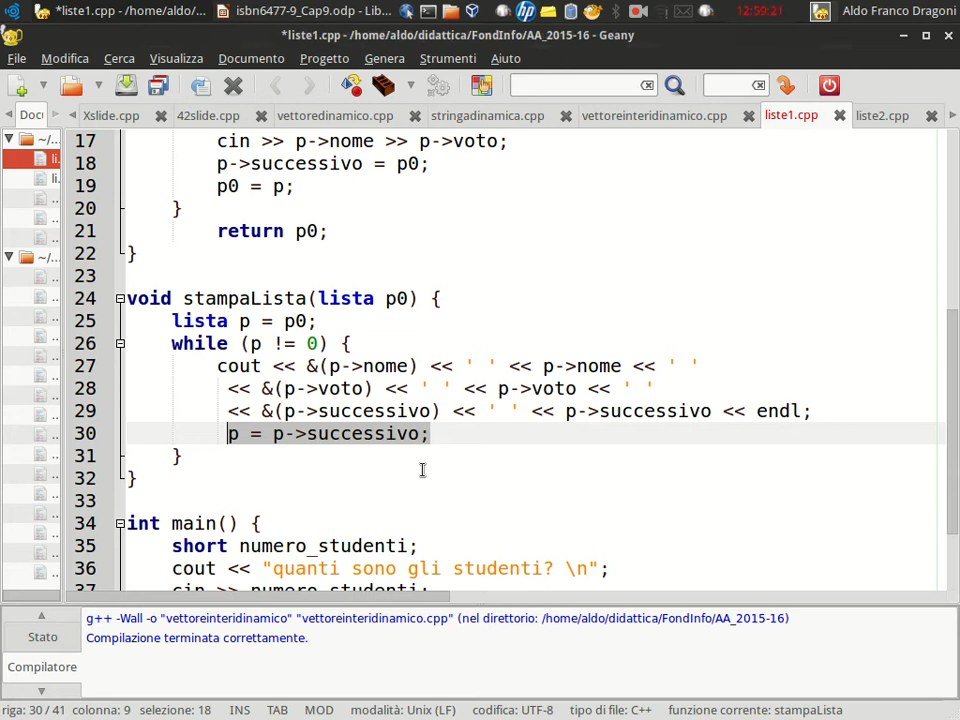 *liste1.cpp - /home/aldo/...
isbn6477-9_Cap9.odp - Lib...
12:59:21
Aldo Franco Dragoni
*liste1.cpp - /home/aldo/didattica/FondInfo/AA_2015-16 - Geany
File Modifica Cerca Visualizza Documento Progetto Genera Strumenti Aiuto
Docu
Xslide.cpp 42slide.cpp vettoredinamico.cpp stringadinamica.cpp vettoreinteridinamico.cpp liste1.cpp liste2.cpp
17 cin >> p->nome >> p->voto;
18 p->successivo = p0;
19 p0 = p;
20 }
21 return p0;
22 }
23
24 void stampaLista(lista p0) {
25 lista p = p0;
26 while (p != 0) {
27 cout << &(p->nome) << ' ' << p->nome << ' '
28 << &(p->voto) << ' ' << p->voto << ' '
29 << &(p->successivo) << ' ' << p->successivo << endl;
30 p = p->successivo;
31 }
32 }
33
34 int main() {
35 short numero_studenti;
36 cout << "quanti sono gli studenti? \n";
37 cin >> numero_studenti;
Stato
Compilatore
g++ -Wall -o "vettoreinteridinamico" "vettoreinteridinamico.cpp" (nel direttorio: /home/aldo/didattica/FondInfo/AA_2015-16)
Compilazione terminata correttamente.
riga: 30 / 41 colonna: 9 selezione: 18 INS TAB MOD modalità: Unix (LF) codifica: UTF-8 tipo di file: C++ funzione corrente: stampaLista